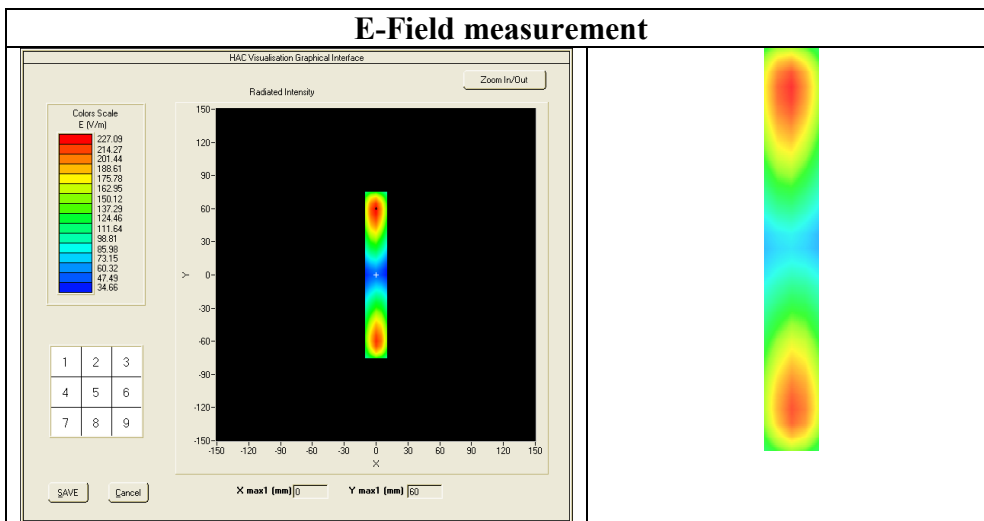 E-Field measurement
HAC Visualisation Graphical Interface
Zoom In/Out
Radiated Intensity
Colors Scale
E (V/m)
227.09
214.27
201.44
188.61
175.78
162.95
150.12
137.29
124.46
111.64
98.81
85.98
73.15
60.32
47.49
34.66
150
120
90
60
30
0
-30
-60
-90
-120
-150
Y
-150 -120 -90 -60 -30 0 30 60 90 120 150
X
1 2 3
4 5 6
7 8 9
SAVE Cancel
X max1 (mm) 0 Y max1 (mm) 60